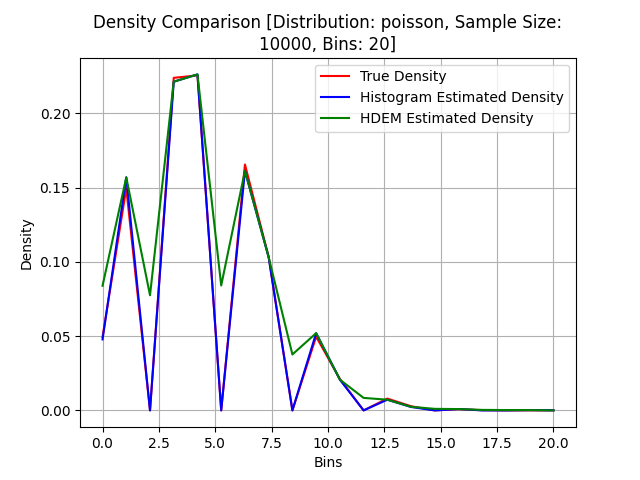 Density Comparison [Distribution: poisson, Sample Size:
10000, Bins: 20]
True Density
Histogram Estimated Density
HDEM Estimated Density
Density
0.20
0.15
0.10
0.05
0.00
0.0 2.5 5.0 7.5 10.0 12.5 15.0 17.5 20.0
Bins